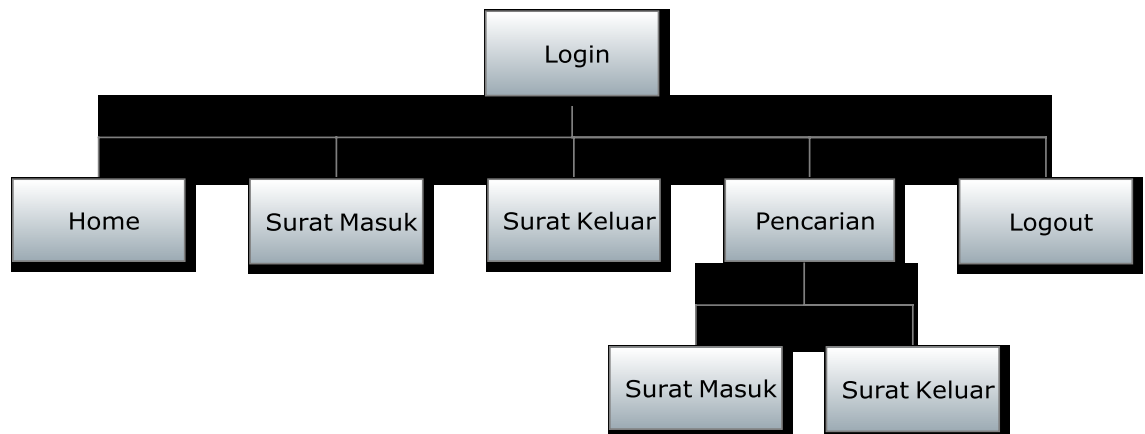 Login
Home
Surat Masuk
Surat Keluar
Pencarian
Logout
Surat Masuk
Surat Keluar